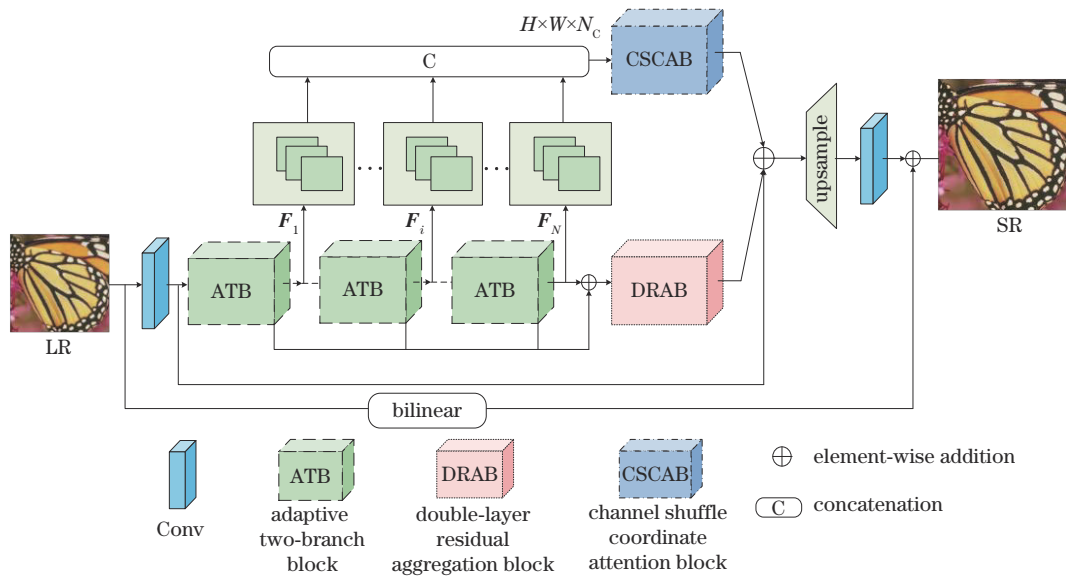 H×W×N_C
C
CSCAB
upsample
F_1
F_i
F_N
SR
ATB
ATB
ATB
DRAB
LR
bilinear
ATB
DRAB
CSCAB
element-wise addition
C
concatenation
Conv
adaptive
two-branch
block
double-layer
residual
aggregation block
channel shuffle
coordinate
attention block